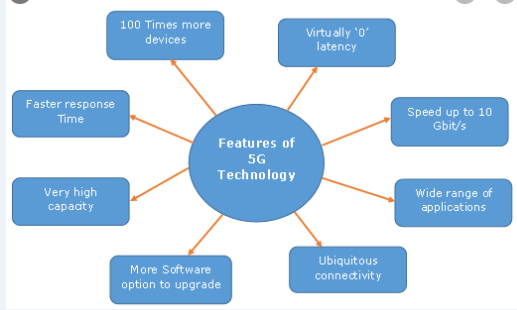 100 Times more
devices
Virtually ‘0’
latency
Faster response
Time
Speed up to 10
Gbit/s
Features of
5G
Technology
Very high
capacity
Wide range of
applications
More Software
option to upgrade
Ubiquitous
connectivity